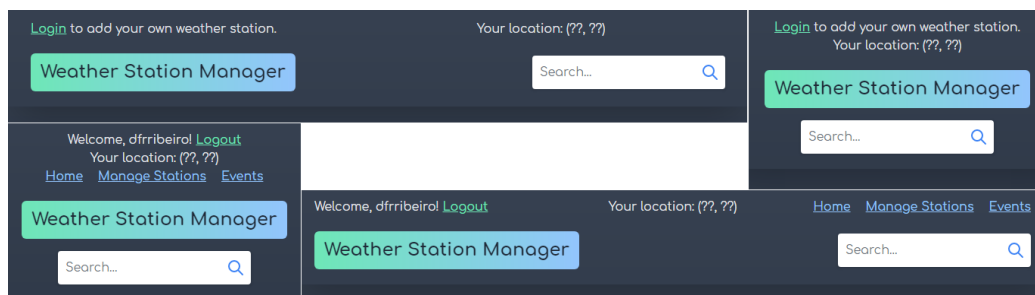 Login to add your own weather station.
Your location: (??, ??)
Weather Station Manager
Search...
Login to add your own weather station.
Your location: (??, ??)
Weather Station Manager
Search...
Welcome, dfrribeiro! Logout
Your location: (??, ??)
Home Manage Stations Events
Weather Station Manager
Search...
Welcome, dfrribeiro! Logout
Your location: (??, ??)
Home Manage Stations Events
Weather Station Manager
Search...